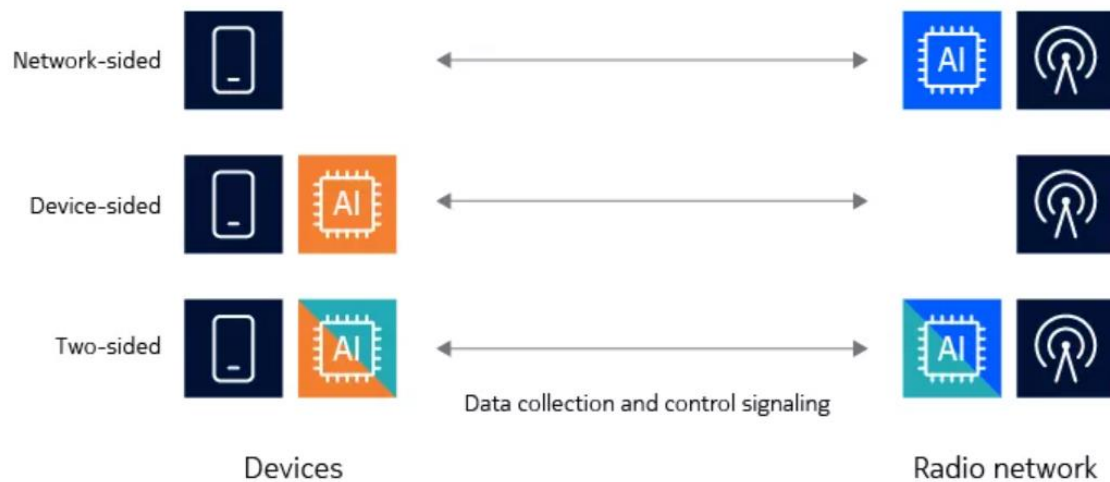 Network-sided
AI
Device-sided
AI
Two-sided
AI
AI
Data collection and control signaling
Devices
Radio network